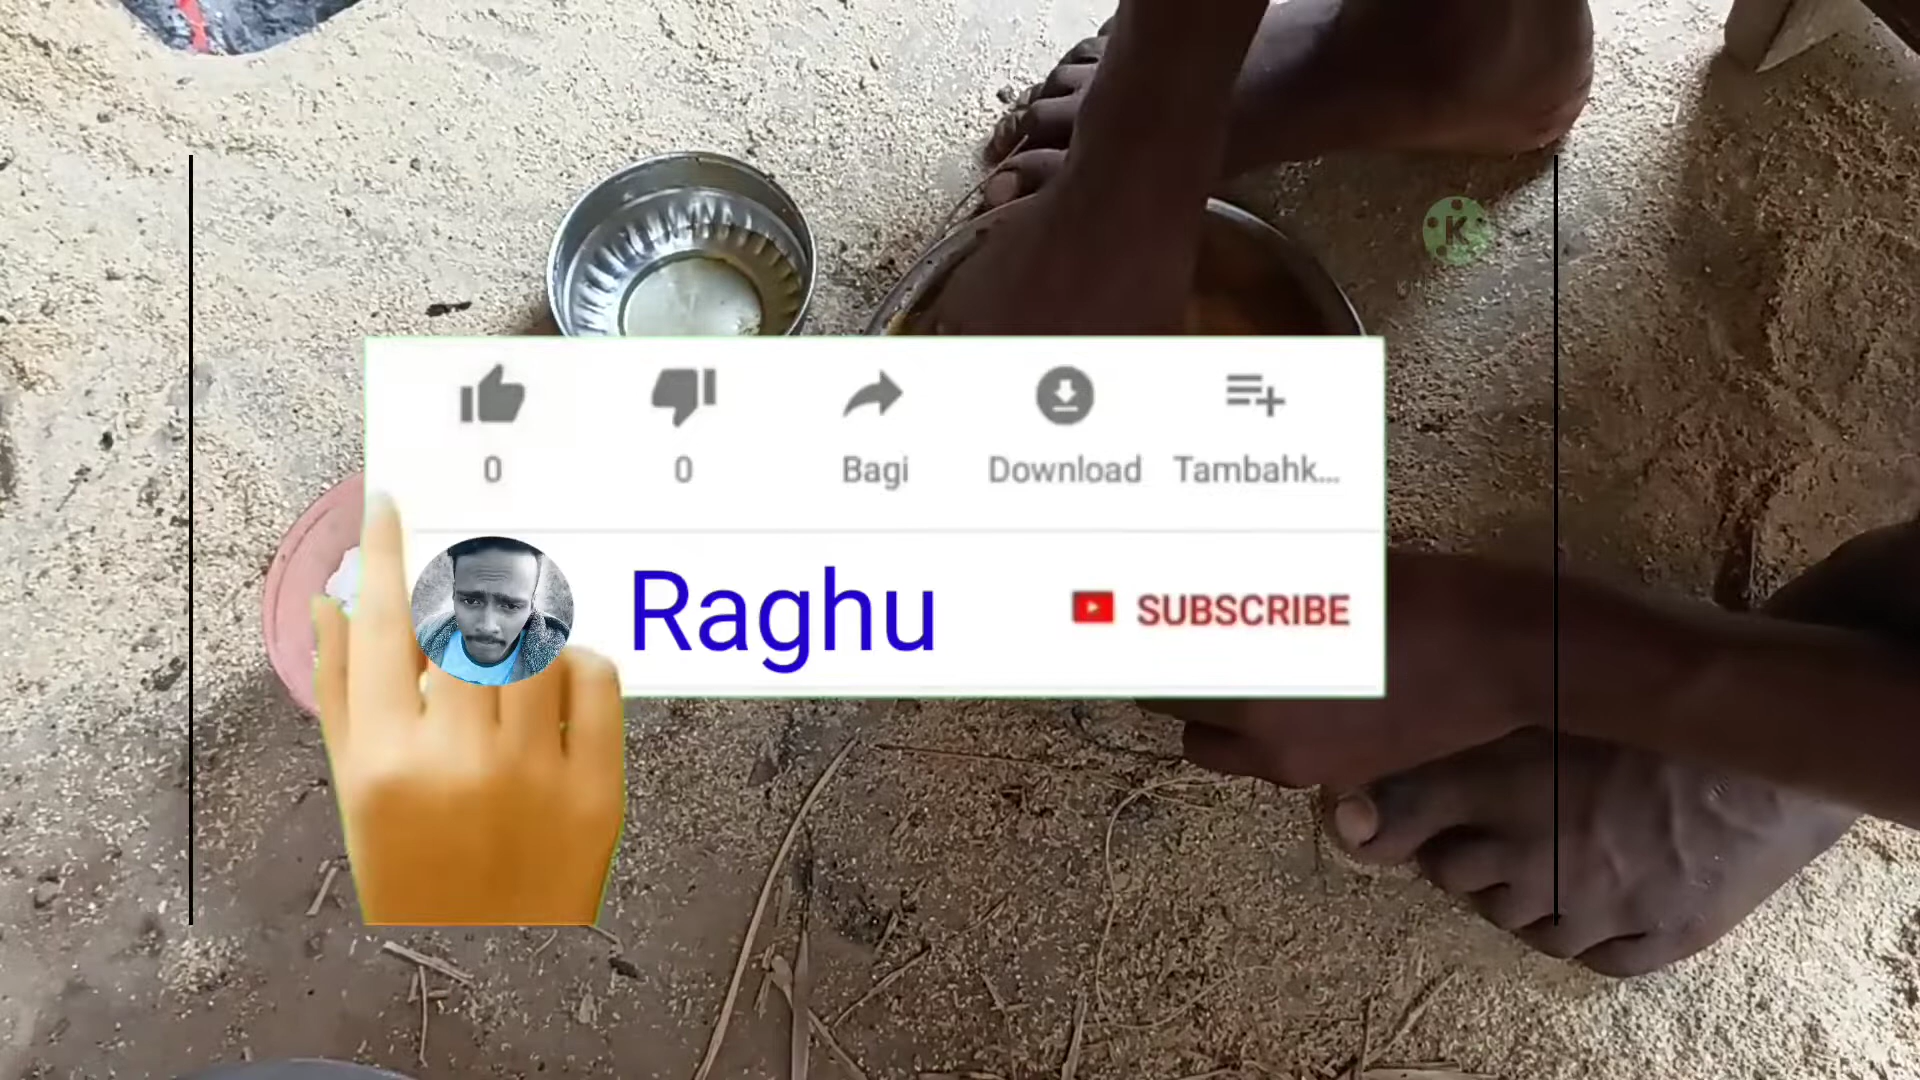 K
0 0 Bagi Download Tambahk...
Raghu SUBSCRIBE